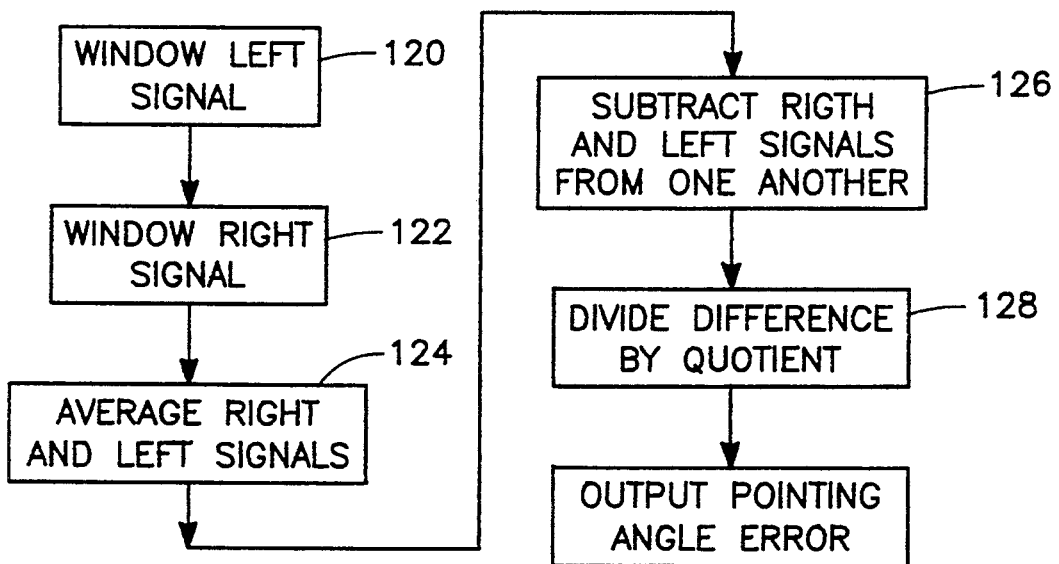 WINDOW LEFT
SIGNAL
120
WINDOW RIGHT
SIGNAL
122
AVERAGE RIGHT
AND LEFT SIGNALS
124
SUBTRACT RIGTH
AND LEFT SIGNALS
FROM ONE ANOTHER
126
DIVIDE DIFFERENCE
BY QUOTIENT
128
OUTPUT POINTING
ANGLE ERROR